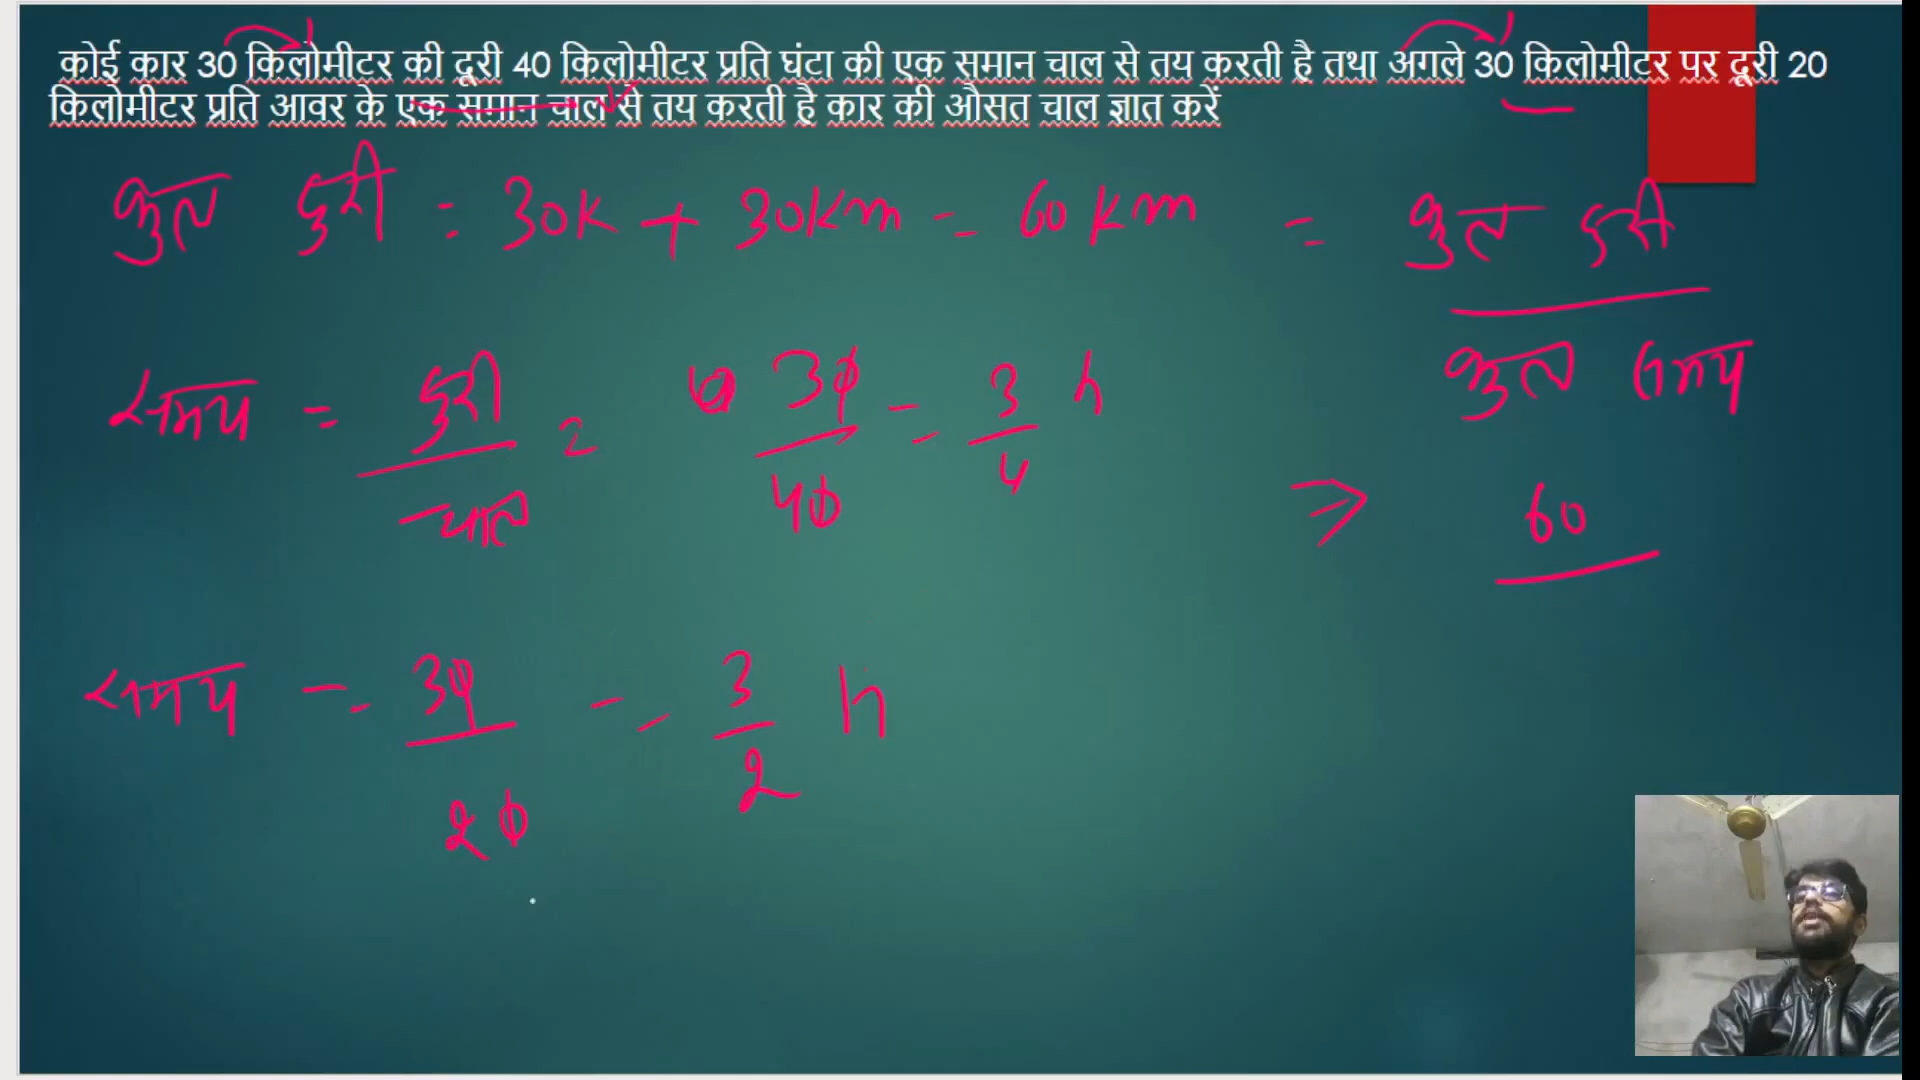 कोई कार 30 किलोमीटर की दूरी 40 किलोमीटर प्रति घंटा की एक समान चाल से तय करती है तथा अगले 30 किलोमीटर पर दूरी 20
किलोमीटर प्रति आवर के एक समान चाल से तय करती है कार की औसत चाल ज्ञात करें
कुल दुरी = 30K + 30Km = 60 Km = कुल दुरी / कुल समय
समय = दुरी / चाल = 30/40 = 3/4 h
⇒ 60
समय = 30/20 = 3/2 h